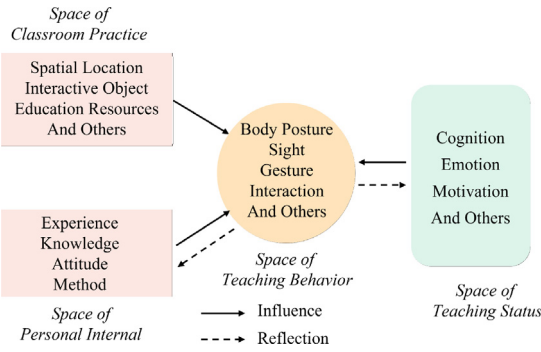 Space of
Classroom Practice
Spatial Location
Interactive Object
Education Resources
And Others
Experience
Knowledge
Attitude
Method
Space of
Personal Internal
Body Posture
Sight
Gesture
Interaction
And Others
Space of
Teaching Behavior
Influence
Reflection
Cognition
Emotion
Motivation
And Others
Space of
Teaching Status